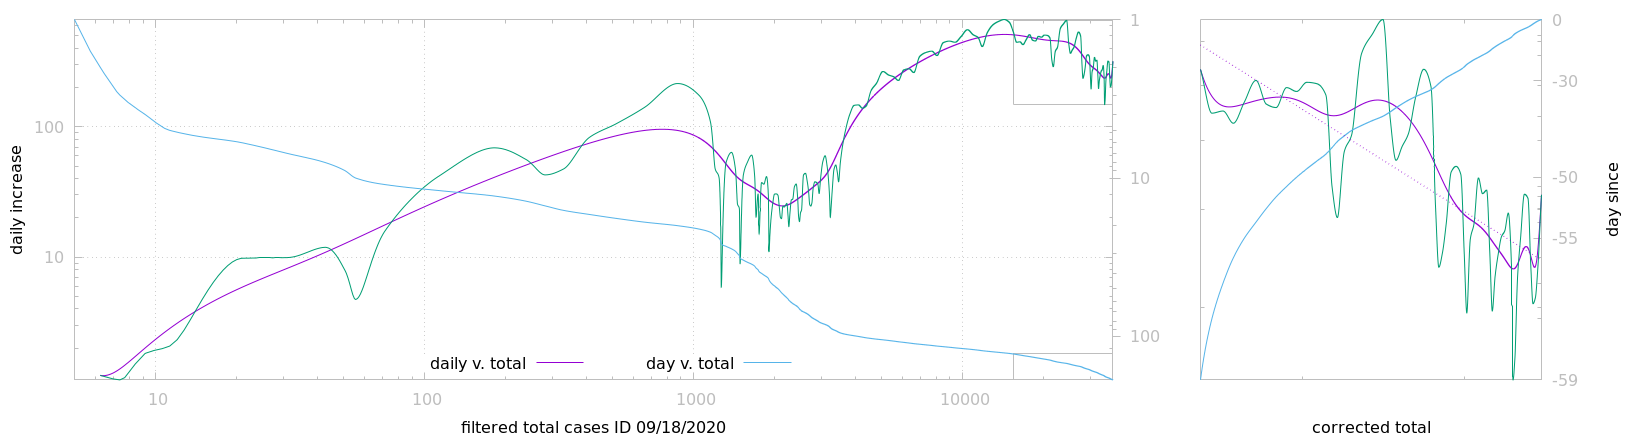 daily increase
100
10
10
100
1000
10000
1
10
100
daily v. total
day v. total
filtered total cases ID 09/18/2020
0
-30
-50
-55
-59
day since
corrected total